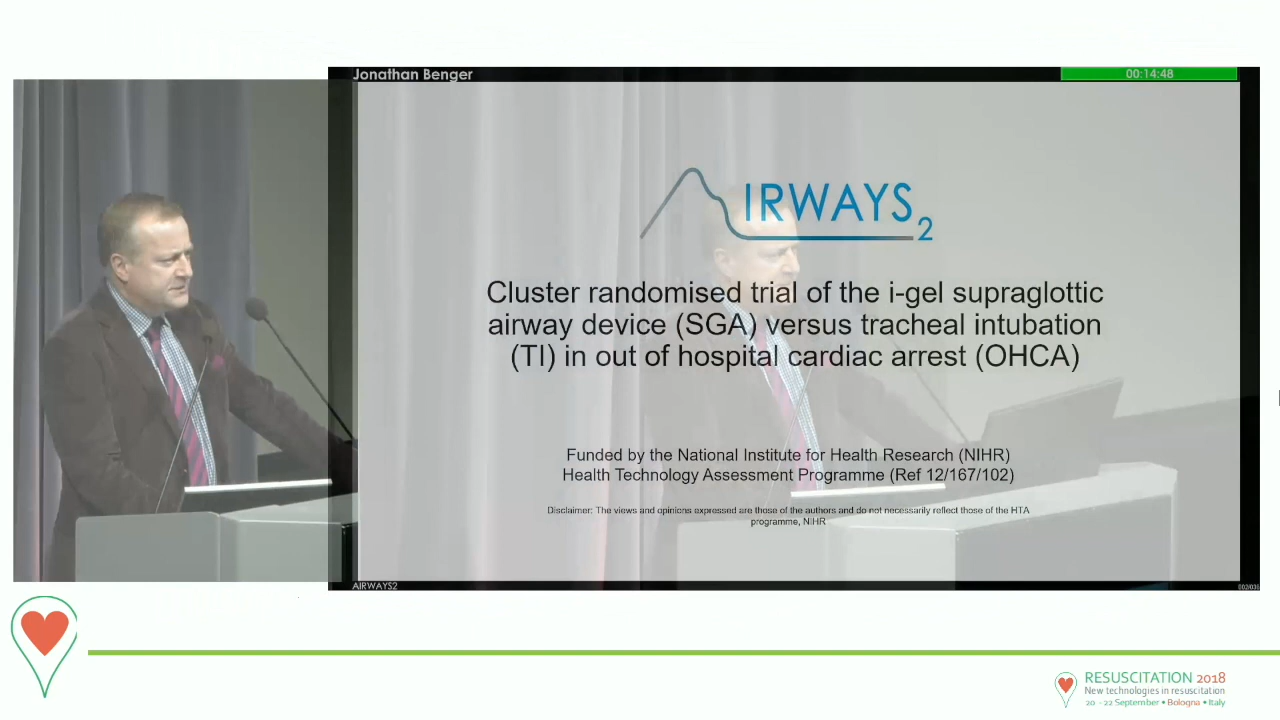 Jonathan Benger
00:14:48
AIRWAYS2
Cluster randomised trial of the i-gel supraglottic
airway device (SGA) versus tracheal intubation
(TI) in out of hospital cardiac arrest (OHCA)
Funded by the National Institute for Health Research (NIHR)
Health Technology Assessment Programme (Ref 12/167/102)
Disclaimer: The views and opinions expressed are those of the authors and do not necessarily reflect those of the HTA
programme, NIHR
AIRWAYS2
RESUSCITATION 2018
New technologies in resuscitation
20 - 22 September • Bologna • Italy